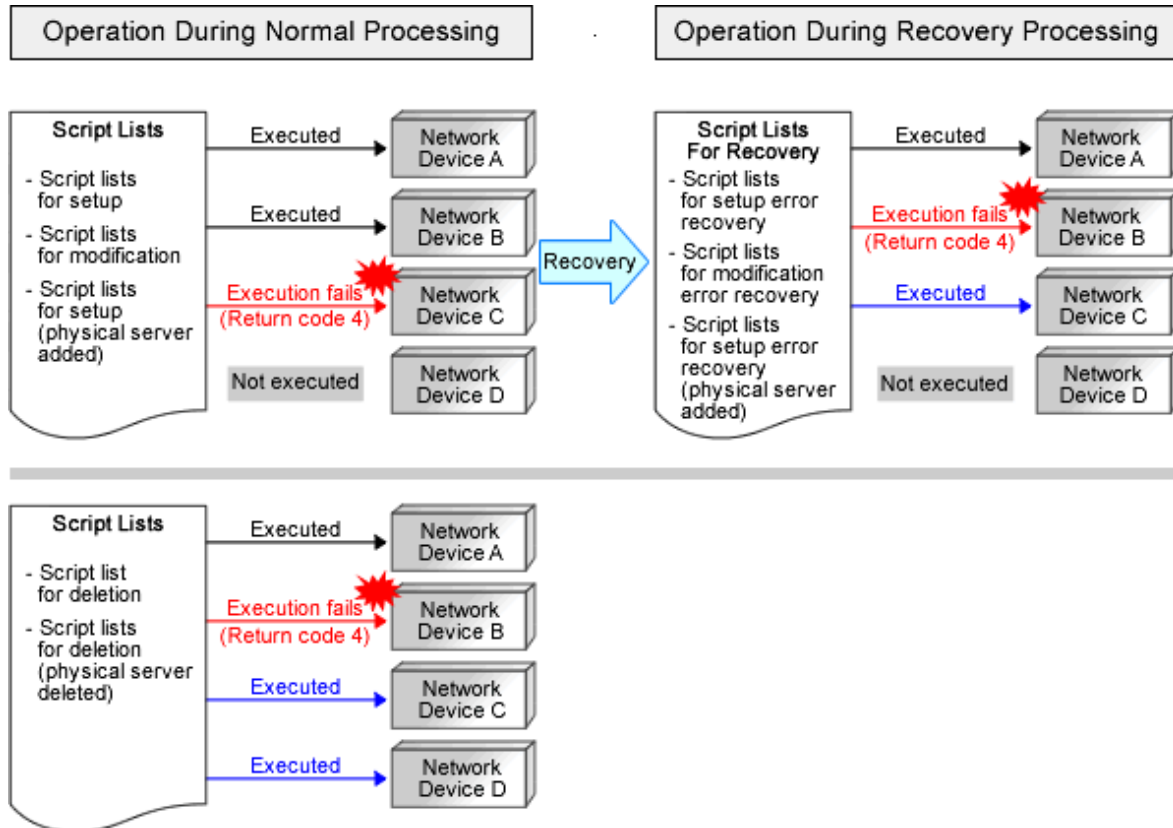 Operation During Normal Processing
Operation During Recovery Processing
Script Lists
- Script lists
for setup
- Script lists
for modification
- Script lists
for setup
(physical server
added)
Executed
Network
Device A
Executed
Network
Device B
Execution fails
(Return code 4)
Network
Device C
Not executed
Network
Device D
Recovery
Script Lists
For Recovery
- Script lists
for setup error
recovery
- Script lists
for modification
error recovery
- Script lists
for setup error
recovery
(physical server
added)
Executed
Network
Device A
Execution fails
(Return code 4)
Network
Device B
Executed
Network
Device C
Not executed
Network
Device D
Script Lists
- Script list
for deletion
- Script lists
for deletion
(physical server
deleted)
Executed
Network
Device A
Execution fails
(Return code 4)
Network
Device B
Executed
Network
Device C
Executed
Network
Device D